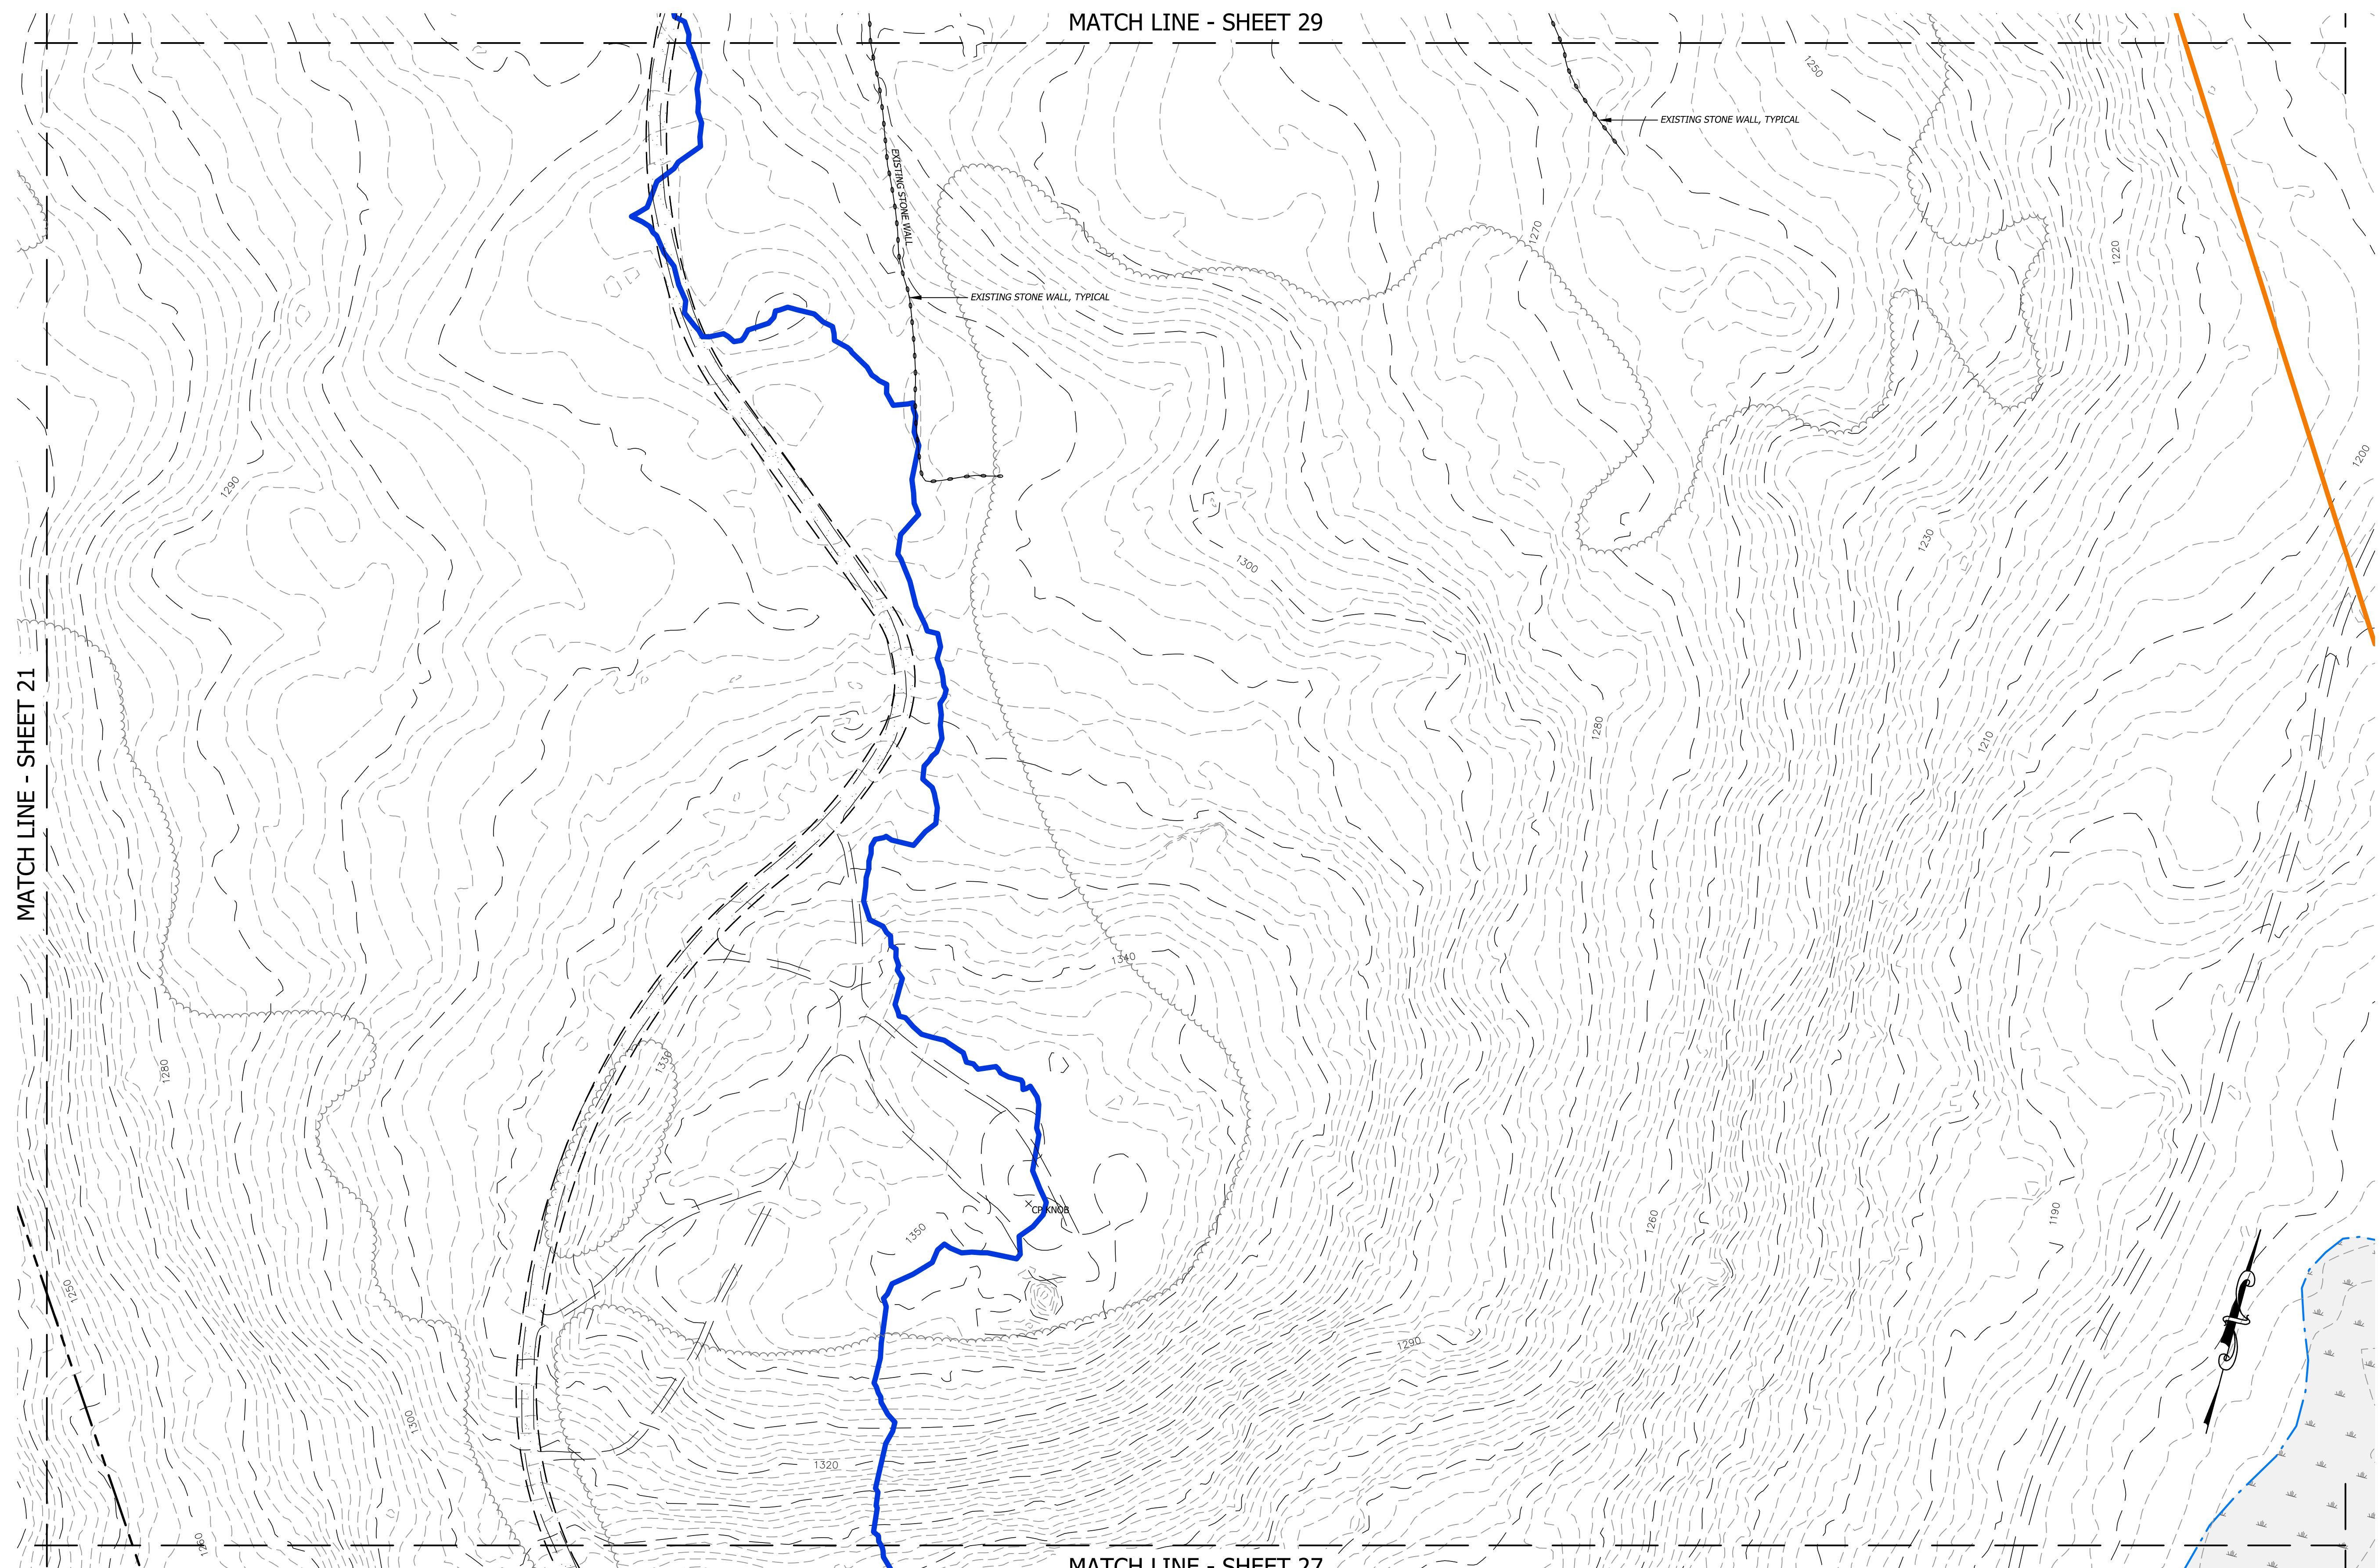 MATCH LINE - SHEET 29
1250
EXISTING STONE WALL, TYPICAL
EXISTING STONE WALL
1270
1220
EXISTING STONE WALL, TYPICAL
1200
1290
1230
1300
MATCH LINE - SHEET 21
1280
1210
1340
1330
1280
CP KNOB
1190
1260
1350
1250
1290
1300
1320
1260
MATCH LINE - SHEET 27